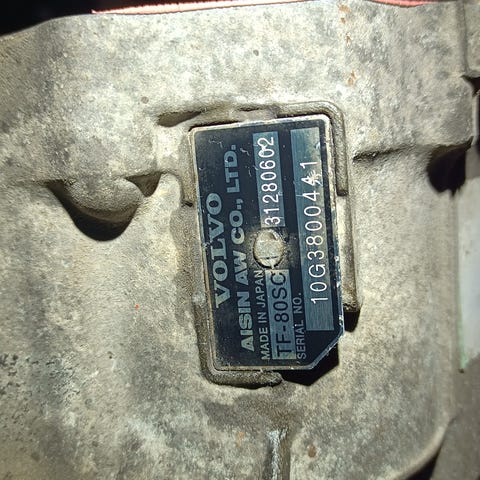 VOLVO
AISIN AW CO., LTD.
MADE IN JAPAN
TF-80SC 31280602
SERIAL NO. 10G3800441